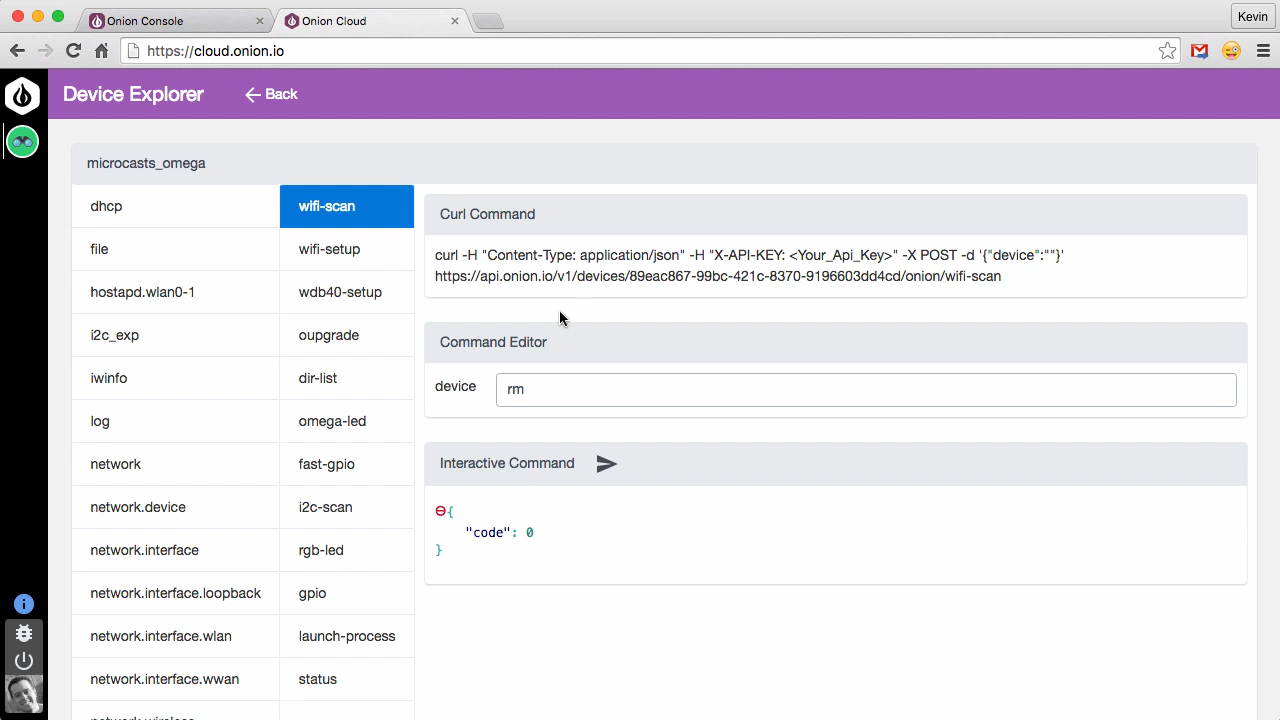 Onion Console
Onion Cloud
Kevin
https://cloud.onion.io
Device Explorer
Back
microcasts_omega
dhcp
file
hostapd.wlan0-1
i2c_exp
iwinfo
log
network
network.device
network.interface
network.interface.loopback
network.interface.wlan
network.interface.wwan
network.wireless
wifi-scan
wifi-setup
wdb40-setup
oupgrade
dir-list
omega-led
fast-gpio
i2c-scan
rgb-led
gpio
launch-process
status
Curl Command
curl -H "Content-Type: application/json" -H "X-API-KEY: <Your_Api_Key>" -X POST -d '{"device":""}'
https://api.onion.io/v1/devices/89eac867-99bc-421c-8370-9196603dd4cd/onion/wifi-scan
Command Editor
device
rm
Interactive Command
{
"code": 0
}